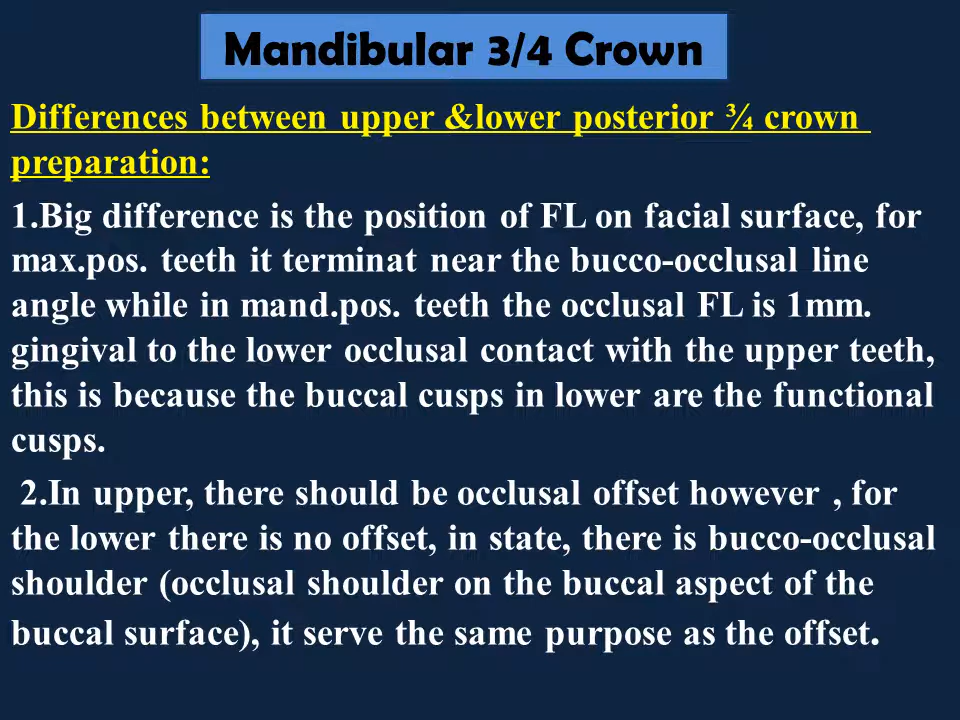 Mandibular 3/4 Crown
Differences between upper &lower posterior ¾ crown
preparation:
1.Big difference is the position of FL on facial surface, for
max.pos. teeth it terminat near the bucco-occlusal line
angle while in mand.pos. teeth the occlusal FL is 1mm.
gingival to the lower occlusal contact with the upper teeth,
this is because the buccal cusps in lower are the functional
cusps.
2.In upper, there should be occlusal offset however , for
the lower there is no offset, in state, there is bucco-occlusal
shoulder (occlusal shoulder on the buccal aspect of the
buccal surface), it serve the same purpose as the offset.